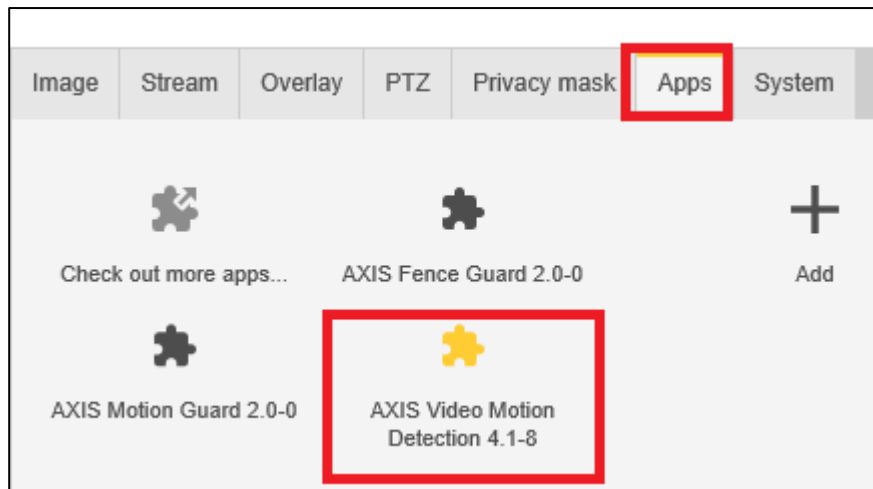 Image Stream Overlay PTZ Privacy mask Apps System
Check out more apps... AXIS Fence Guard 2.0-0 Add
AXIS Motion Guard 2.0-0 AXIS Video Motion
Detection 4.1-8